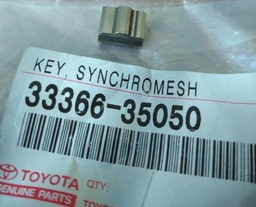 KEY, SYNCHROMESH
33366-35050
TOYOTA QTY:
GENUINE PARTS